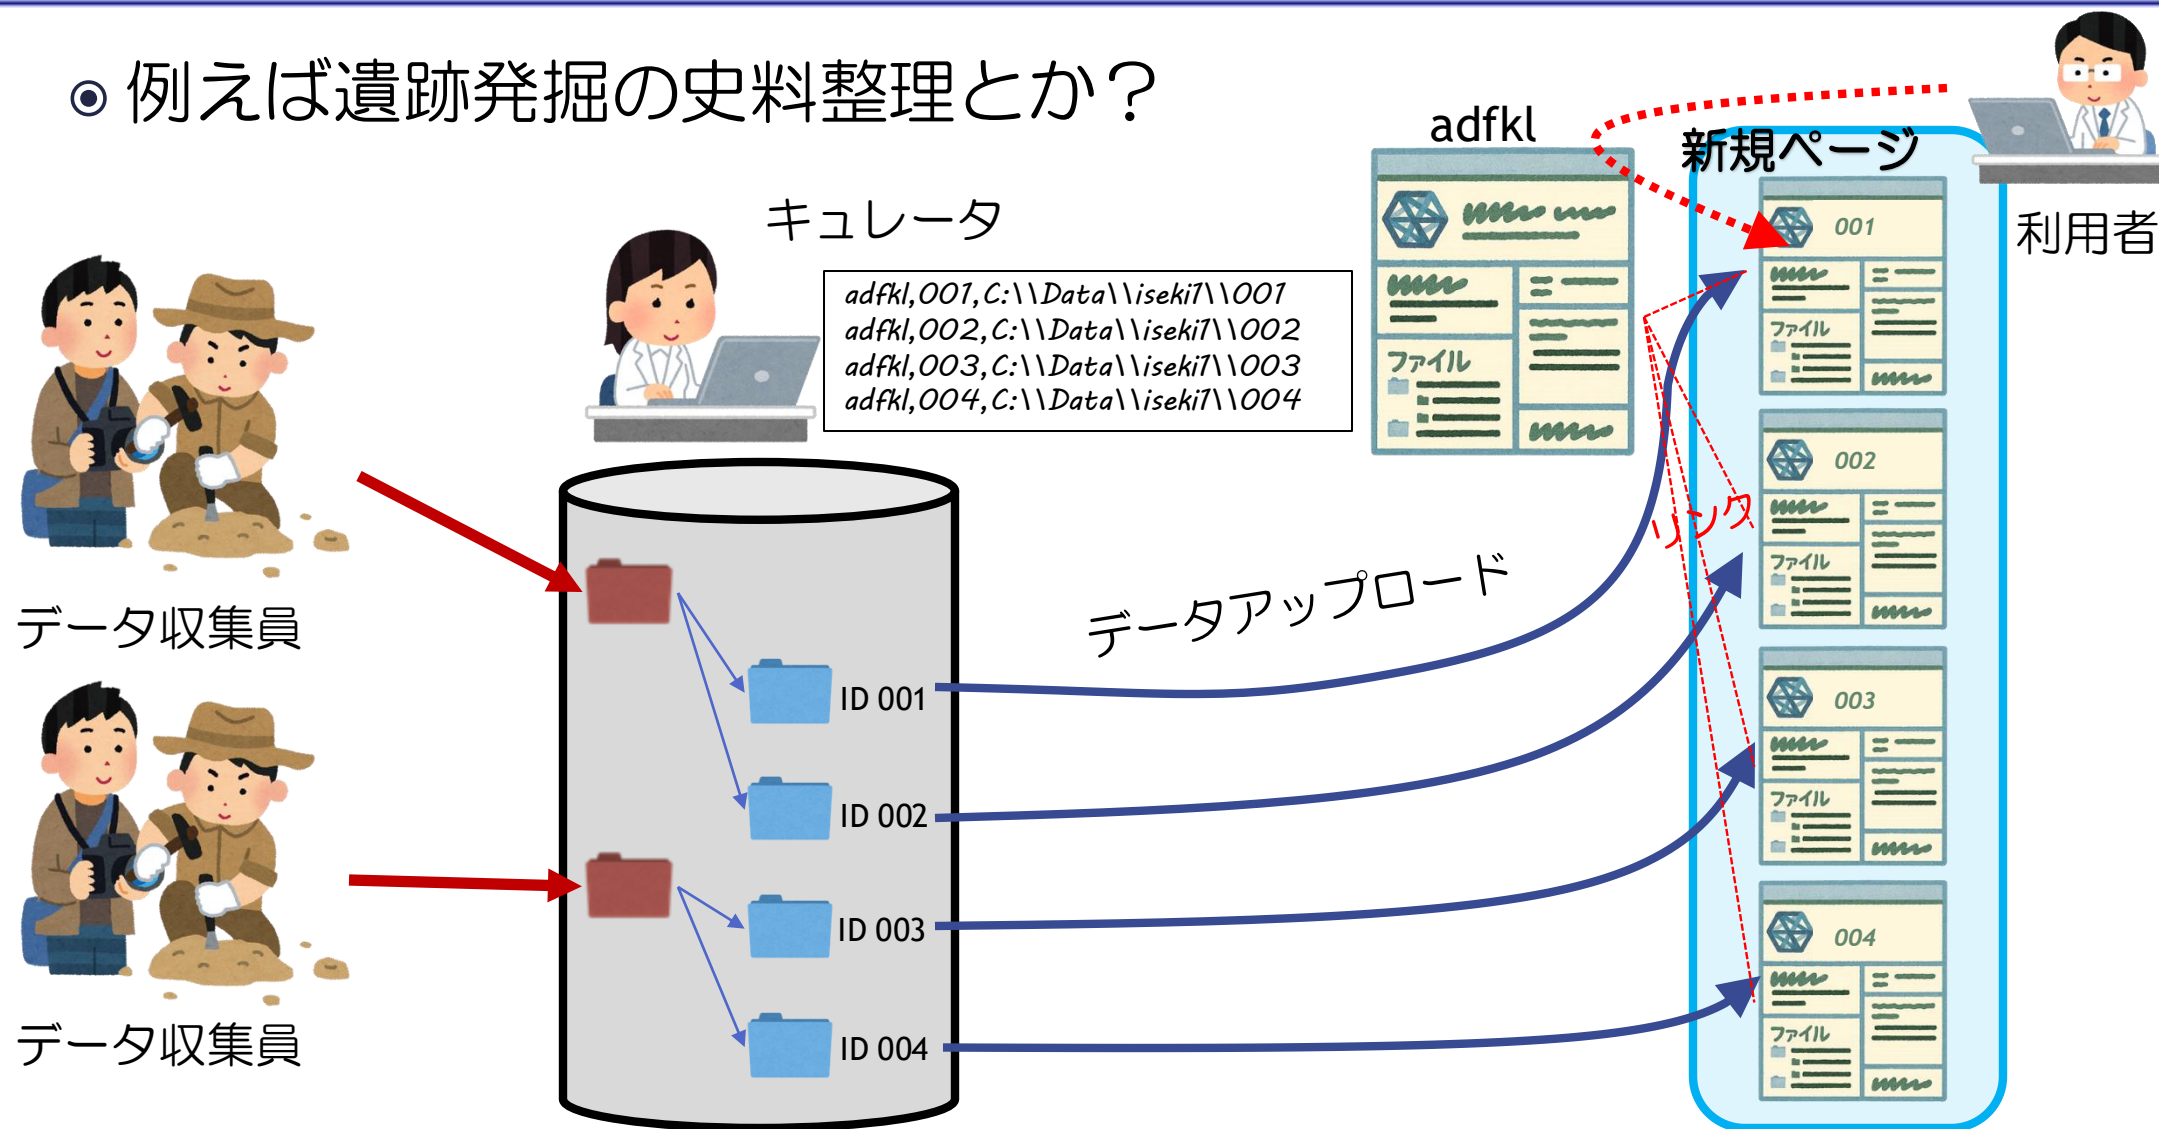 例えば遺跡発掘の史料整理とか？
データ収集員
データ収集員
キュレータ
adfkl,001,C:\\Data\\iseki1\\001
adfkl,002,C:\\Data\\iseki1\\002
adfkl,003,C:\\Data\\iseki1\\003
adfkl,004,C:\\Data\\iseki1\\004
ID 001
ID 002
ID 003
ID 004
データアップロード
adfkl
ファイル
リンク
新規ページ
001
ファイル
002
ファイル
003
ファイル
004
ファイル
利用者